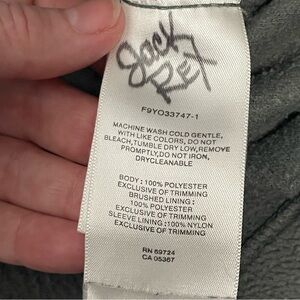 Jack
REX
F9YO33747-1
MACHINE WASH COLD GENTLE,
WITH LIKE COLORS, DO NOT
BLEACH,TUMBLE DRY LOW,REMOVE
PROMPTLY,DO NOT IRON,
DRYCLEANABLE
BODY : 100% POLYESTER
EXCLUSIVE OF TRIMMING
BRUSHED LINING:
100% POLYESTER
EXCLUSIVE OF TRIMMING
SLEEVE LINING :100% NYLON
EXCLUSIVE OF TRIMMING
RN 69724
CA 05367